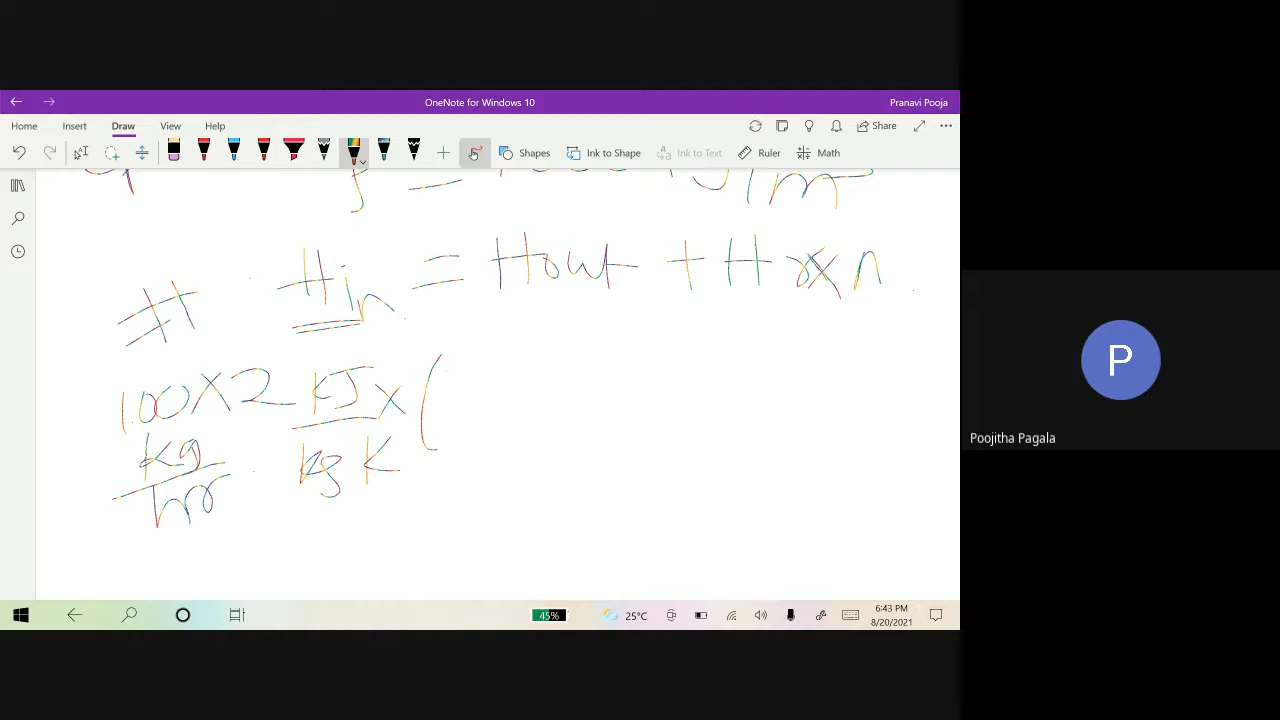 OneNote for Windows 10
Pranavi Pooja
Home Insert Draw View Help
Share
Shapes Ink to Shape Ink to Text Ruler Math
Hin = Hout + Hrxn
100 × 2 kJ × (
kg kg K
hr
Poojitha Pagala
P
45% 25°C 6:43 PM
8/20/2021